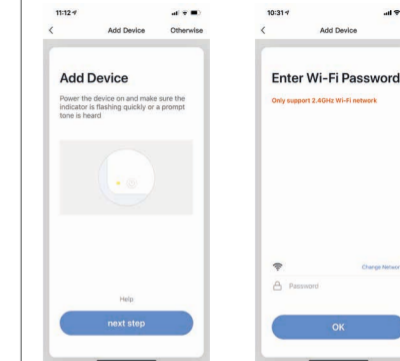 11:12
Add Device
Otherwise
Add Device
Power the device on and make sure the
indicator is flashing quickly or a prompt
tone is heard
Help
next step
10:31
Add Device
Enter Wi-Fi Password
Only support 2.4GHz Wi-Fi network
Change Networ
Password
OK